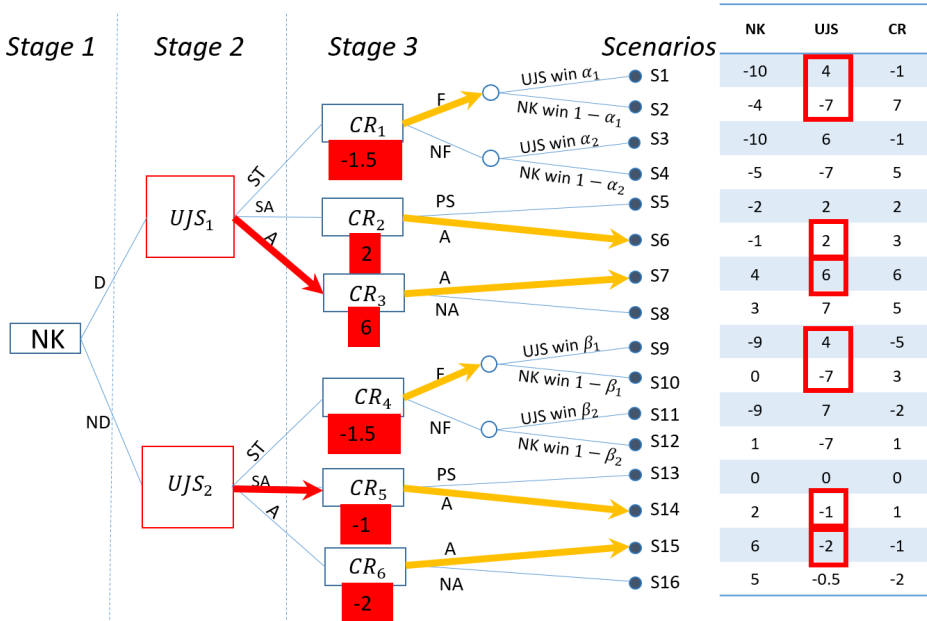 Stage 1
Stage 2
Stage 3
Scenarios
NK UJS CR
F
UJS win α₁
S1
-10 4 -1
NK win 1 − α₁
S2
-4 -7 7
CR₁
-1.5
NF
UJS win α₂
S3
-10 6 -1
NK win 1 − α₂
S4
-5 -7 5
ST
PS
S5
-2 2 2
UJS₁
SA
CR₂
2
A
S6
-1 2 3
A
CR₃
6
A
S7
4 6 6
NA
S8
3 7 5
D
NK
ND
F
UJS win β₁
S9
-9 4 -5
NK win 1 − β₁
S10
0 -7 3
CR₄
-1.5
NF
UJS win β₂
S11
-9 7 -2
NK win 1 − β₂
S12
1 -7 1
ST
PS
S13
0 0 0
UJS₂
SA
CR₅
-1
A
S14
2 -1 1
A
CR₆
-2
A
S15
6 -2 -1
NA
S16
5 -0.5 -2